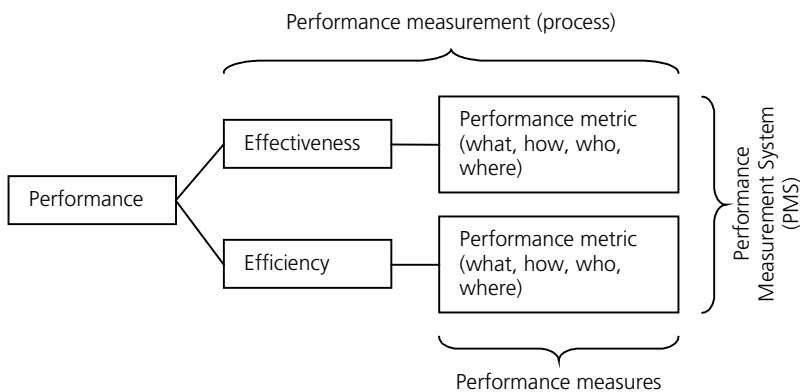 Performance measurement (process)
Performance
Effectiveness
Performance metric
(what, how, who,
where)
Efficiency
Performance metric
(what, how, who,
where)
Performance
Measurement System
(PMS)
Performance measures